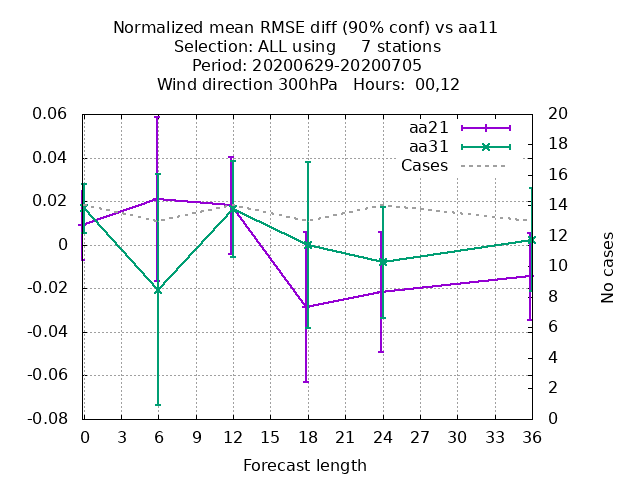 Normalized mean RMSE diff (90% conf) vs aa11
Selection: ALL using     7 stations
Period: 20200629-20200705
Wind direction 300hPa   Hours:  00,12
0.06
0.04
0.02
0
-0.02
-0.04
-0.06
-0.08
20
18
16
14
12
10
8
6
4
2
0
aa21
aa31
Cases
No cases
0 3 6 9 12 15 18 21 24 27 30 33 36
Forecast length